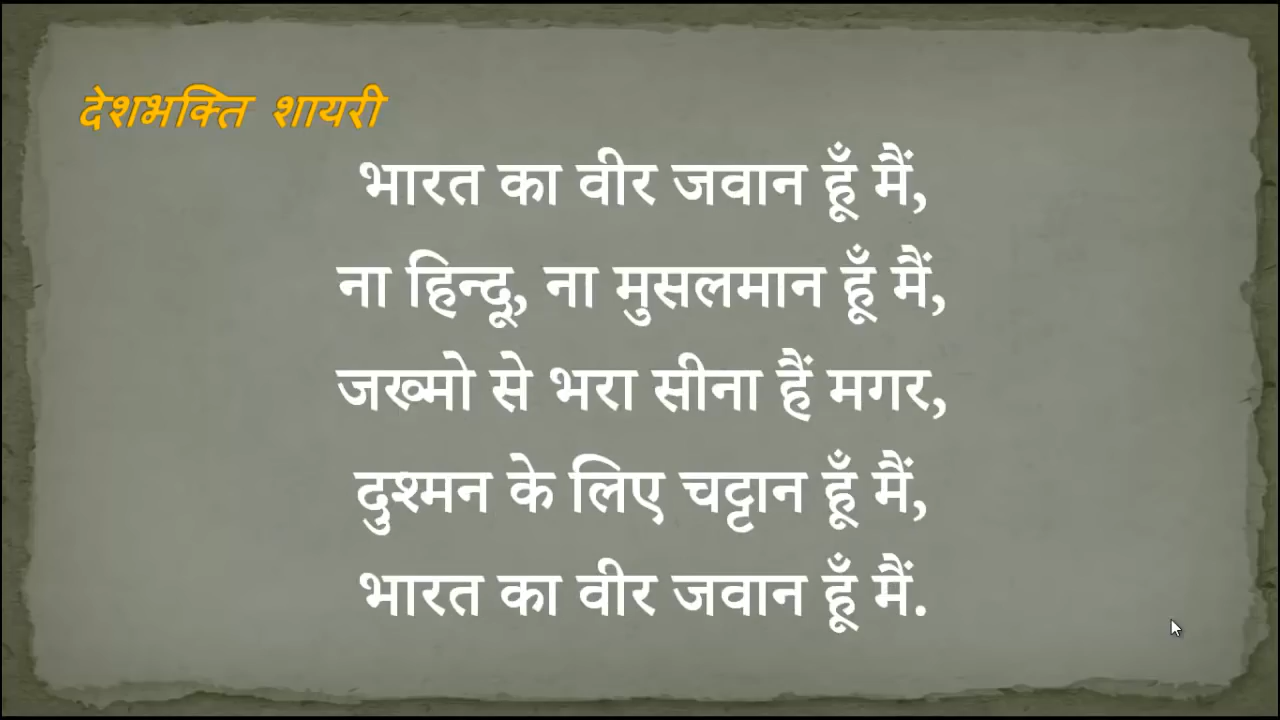 देशभक्ति शायरी
भारत का वीर जवान हूँ मैं,
ना हिन्दू, ना मुसलमान हूँ मैं,
जख्मो से भरा सीना हैं मगर,
दुश्मन के लिए चट्टान हूँ मैं,
भारत का वीर जवान हूँ मैं.